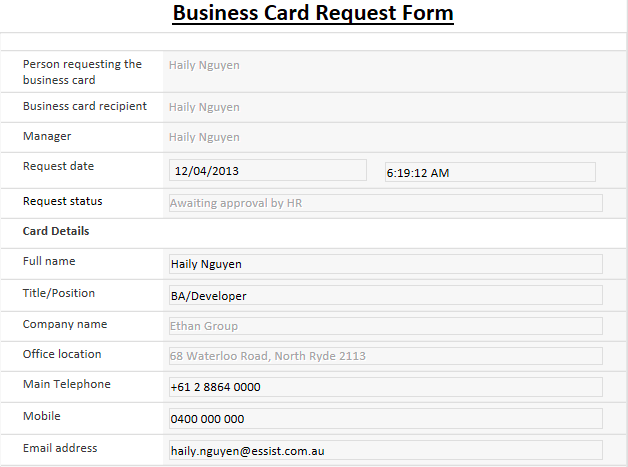 Business Card Request Form
Person requesting the
business card
Haily Nguyen
Business card recipient
Haily Nguyen
Manager
Haily Nguyen
Request date
12/04/2013
6:19:12 AM
Request status
Awaiting approval by HR
Card Details
Full name
Haily Nguyen
Title/Position
BA/Developer
Company name
Ethan Group
Office location
68 Waterloo Road, North Ryde 2113
Main Telephone
+61 2 8864 0000
Mobile
0400 000 000
Email address
haily.nguyen@essist.com.au